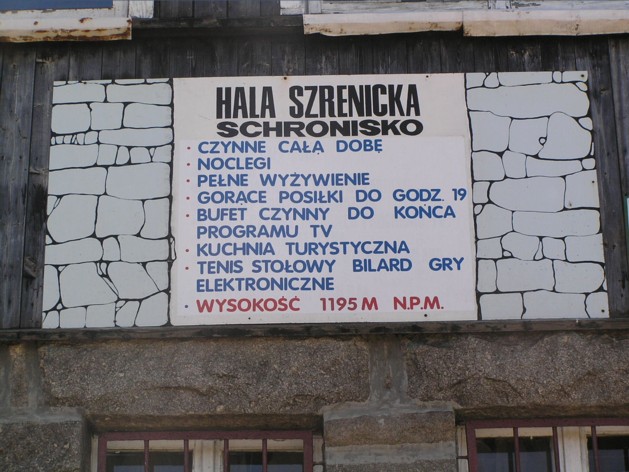 HALA SZRENICKA
SCHRONISKO
• CZYNNE CAŁĄ DOBĘ
• NOCLEGI
• PEŁNE WYŻYWIENIE
• GORĄCE POSIŁKI DO GODZ. 19
• BUFET CZYNNY DO KOŃCA
PROGRAMU TV
• KUCHNIA TURYSTYCZNA
• TENIS STOŁOWY BILARD GRY
ELEKTRONICZNE
• WYSOKOŚĆ 1195 M N.P.M.